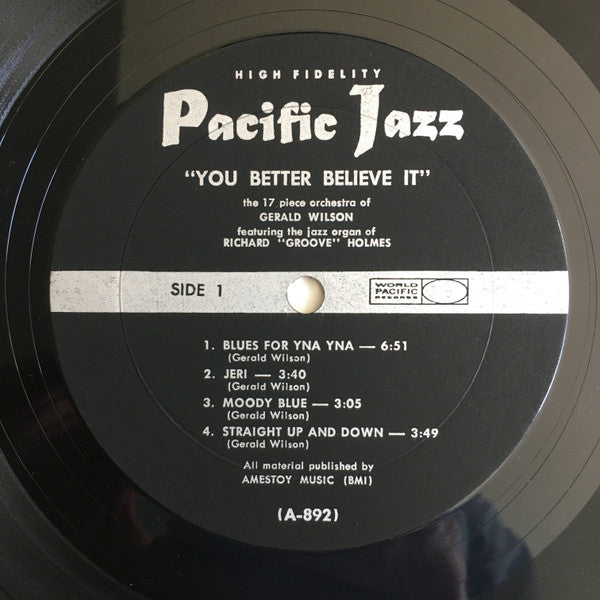 HIGH FIDELITY
Pacific Jazz
"YOU BETTER BELIEVE IT"
the 17 piece orchestra of
GERALD WILSON
featuring the jazz organ of
RICHARD "GROOVE" HOLMES
SIDE 1
WORLD
PACIFIC
RECORDS
1. BLUES FOR YNA YNA — 6:51
(Gerald Wilson)
2. JERI — 3:40
(Gerald Wilson)
3. MOODY BLUE — 3:05
(Gerald Wilson)
4. STRAIGHT UP AND DOWN — 3:49
(Gerald Wilson)
All material published by
AMESTOY MUSIC (BMI)
(A-892)